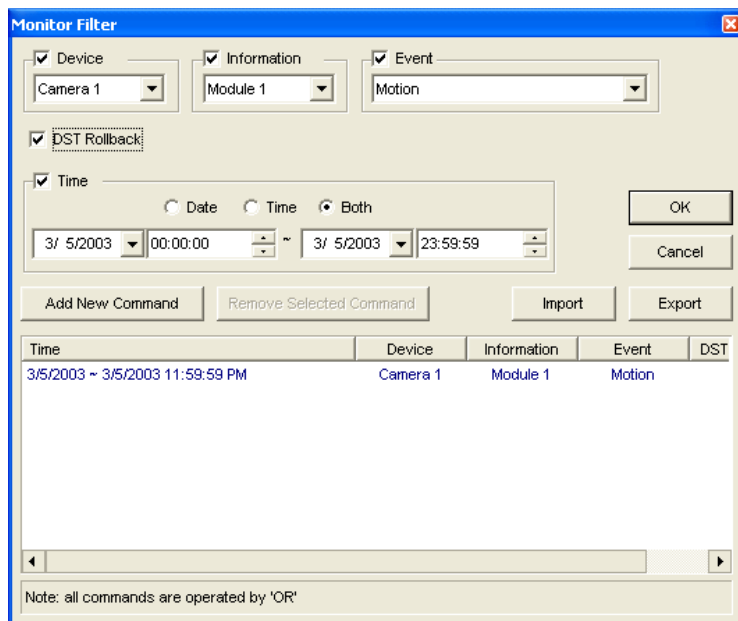 Monitor Filter
Device Information Event
Camera 1 Module 1 Motion
DST Rollback
Time
Date Time Both
3/ 5/2003 00:00:00 ~ 3/ 5/2003 23:59:59
OK
Cancel
Add New Command Remove Selected Command Import Export
Time Device Information Event DST
3/5/2003 ~ 3/5/2003 11:59:59 PM Camera 1 Module 1 Motion
Note: all commands are operated by 'OR'